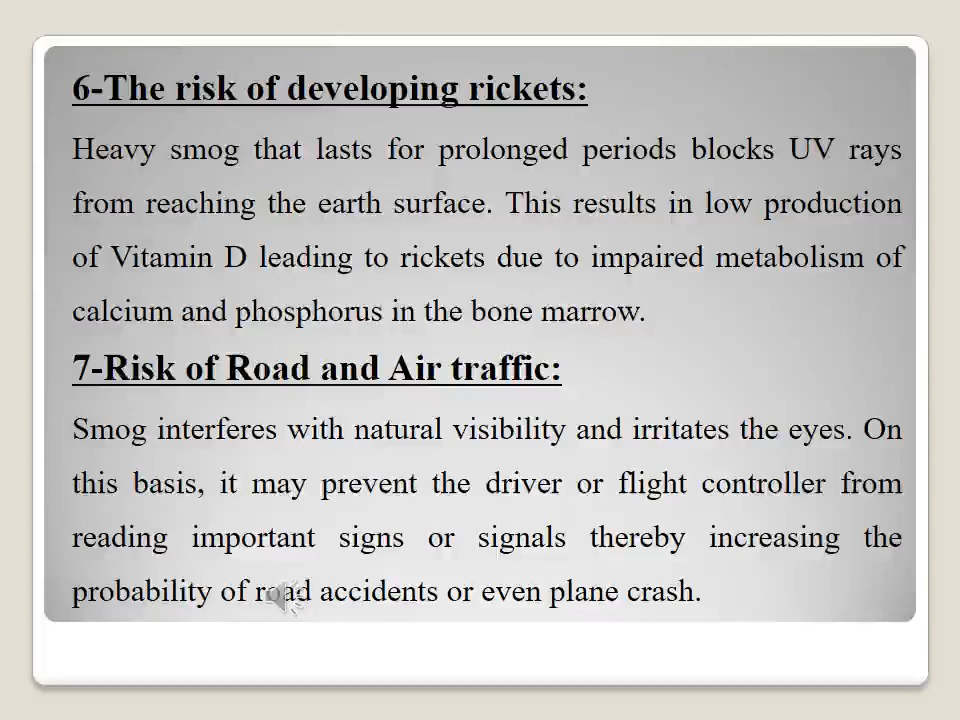 6-The risk of developing rickets:
Heavy smog that lasts for prolonged periods blocks UV rays
from reaching the earth surface. This results in low production
of Vitamin D leading to rickets due to impaired metabolism of
calcium and phosphorus in the bone marrow.
7-Risk of Road and Air traffic:
Smog interferes with natural visibility and irritates the eyes. On
this basis, it may prevent the driver or flight controller from
reading important signs or signals thereby increasing the
probability of road accidents or even plane crash.